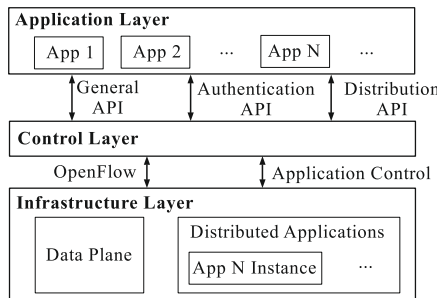 Application Layer
App 1
App 2
...
App N
...
General
API
Authentication
API
Distribution
API
Control Layer
OpenFlow
Application Control
Infrastructure Layer
Data Plane
Distributed Applications
App N Instance
...